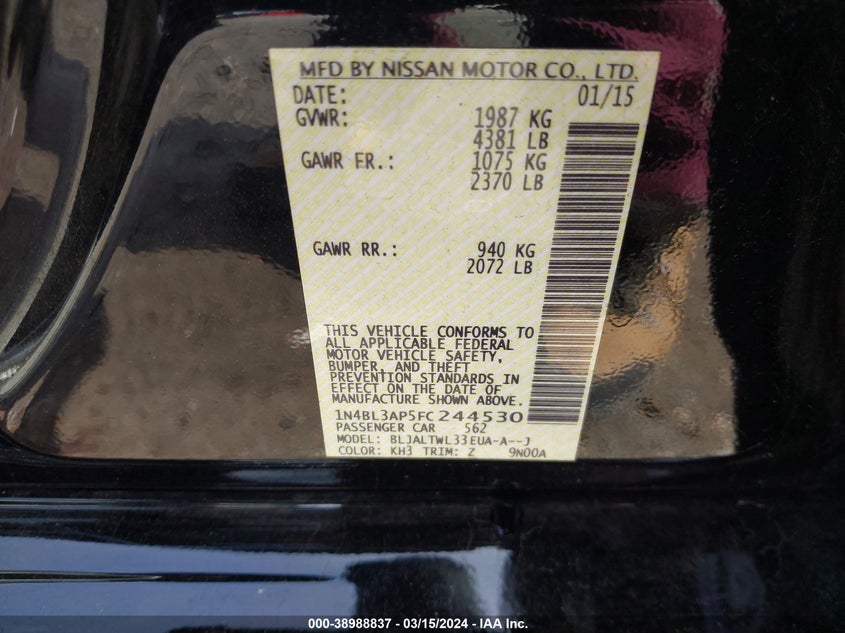 MFD BY NISSAN MOTOR CO., LTD.
DATE: 01/15
GVWR: 1987 KG
4381 LB
GAWR FR.: 1075 KG
2370 LB
GAWR RR.: 940 KG
2072 LB
THIS VEHICLE CONFORMS TO
ALL APPLICABLE FEDERAL
MOTOR VEHICLE SAFETY,
BUMPER, AND THEFT
PREVENTION STANDARDS IN
EFFECT ON THE DATE OF
MANUFACTURE SHOWN ABOVE.
1N4BL3AP5FC244530
PASSENGER CAR 562
MODEL: BLJALTWL33EUA-A--J
COLOR: KH3 TRIM: Z 9N00A
000-38988837 - 03/15/2024 - IAA Inc.